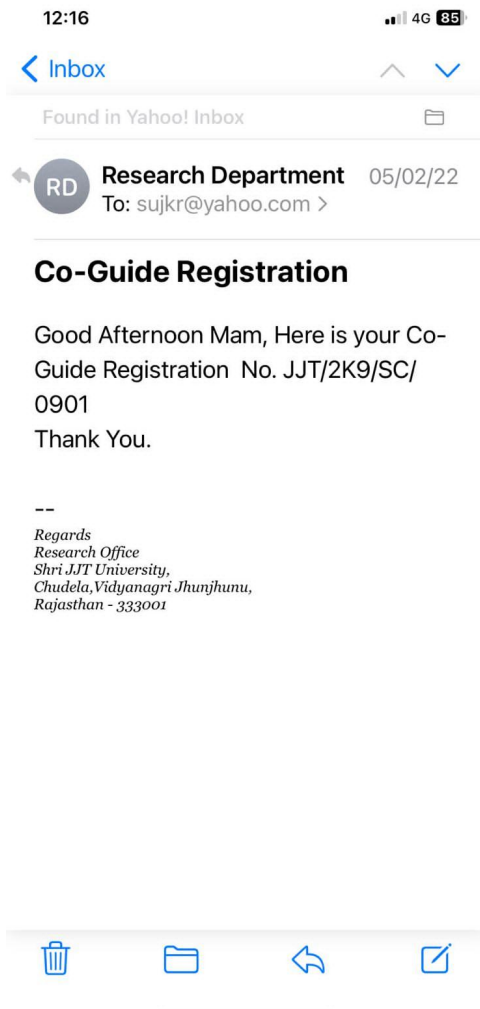 12:16 4G 85
Inbox
Found in Yahoo! Inbox
RD Research Department 05/02/22
To: sujkr@yahoo.com
Co-Guide Registration
Good Afternoon Mam, Here is your Co-
Guide Registration No. JJT/2K9/SC/
0901
Thank You.
--
Regards
Research Office
Shri JJT University,
Chudela,Vidyanagri Jhunjhunu,
Rajasthan - 333001